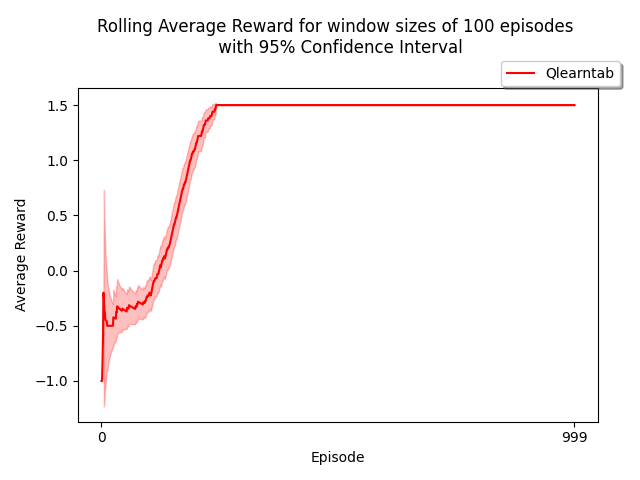 Rolling Average Reward for window sizes of 100 episodes
with 95% Confidence Interval
Qlearntab
1.5
1.0
0.5
0.0
−0.5
−1.0
Average Reward
0
999
Episode